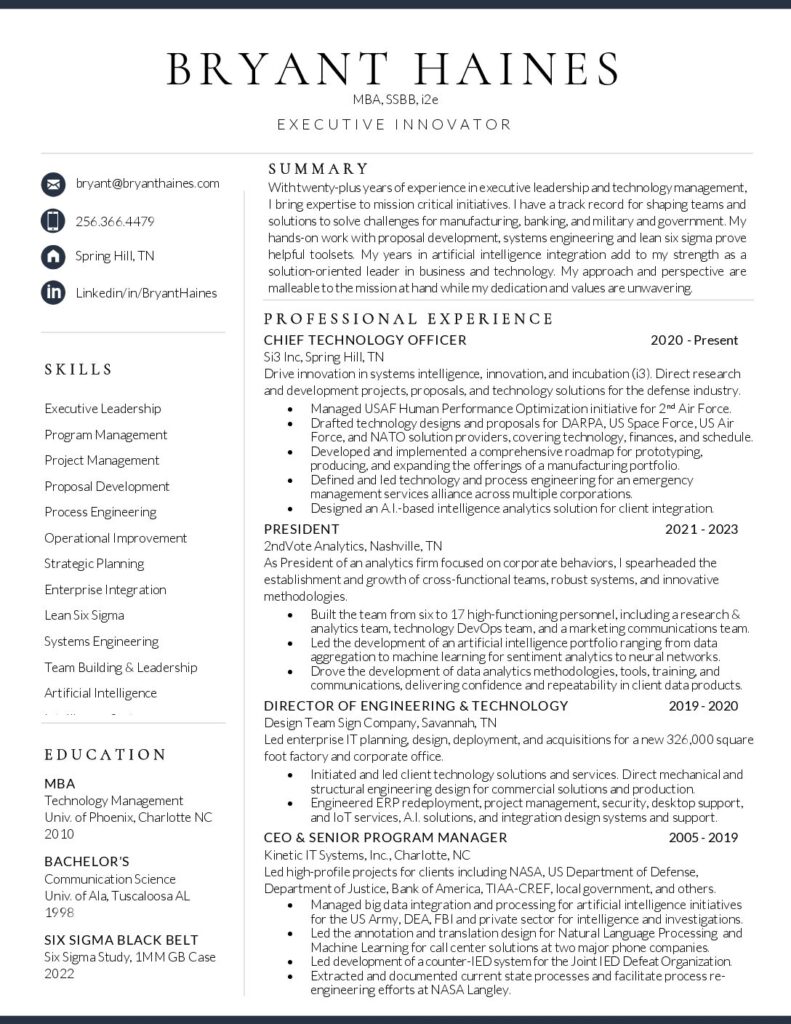 BRYANT HAINES
MBA, SSBB, i2e
EXECUTIVE INNOVATOR
bryant@bryanthaines.com
256.366.4479
Spring Hill, TN
Linkedin/in/BryantHaines
SKILLS
Executive Leadership
Program Management
Project Management
Proposal Development
Process Engineering
Operational Improvement
Strategic Planning
Enterprise Integration
Lean Six Sigma
Systems Engineering
Team Building & Leadership
Artificial Intelligence
EDUCATION
MBA
Technology Management
Univ. of Phoenix, Charlotte NC
2010
BACHELOR'S
Communication Science
Univ. of Ala, Tuscaloosa AL
1998
SIX SIGMA BLACK BELT
Six Sigma Study, 1MM GB Case
2022
SUMMARY
With twenty-plus years of experience in executive leadership and technology management,
I bring expertise to mission critical initiatives. I have a track record for shaping teams and
solutions to solve challenges for manufacturing, banking, and military and government. My
hands-on work with proposal development, systems engineering and lean six sigma prove
helpful toolsets. My years in artificial intelligence integration add to my strength as a
solution-oriented leader in business and technology. My approach and perspective are
malleable to the mission at hand while my dedication and values are unwavering.
PROFESSIONAL EXPERIENCE
CHIEF TECHNOLOGY OFFICER 2020 - Present
Si3 Inc, Spring Hill, TN
Drive innovation in systems intelligence, innovation, and incubation (i3). Direct research
and development projects, proposals, and technology solutions for the defense industry.
• Managed USAF Human Performance Optimization initiative for 2nd Air Force.
• Drafted technology designs and proposals for DARPA, US Space Force, US Air
Force, and NATO solution providers, covering technology, finances, and schedule.
• Developed and implemented a comprehensive roadmap for prototyping,
producing, and expanding the offerings of a manufacturing portfolio.
• Defined and led technology and process engineering for an emergency
management services alliance across multiple corporations.
• Designed an A.I.-based intelligence analytics solution for client integration.
PRESIDENT 2021 - 2023
2ndVote Analytics, Nashville, TN
As President of an analytics firm focused on corporate behaviors, I spearheaded the
establishment and growth of cross-functional teams, robust systems, and innovative
methodologies.
• Built the team from six to 17 high-functioning personnel, including a research &
analytics team, technology DevOps team, and a marketing communications team.
• Led the development of an artificial intelligence portfolio ranging from data
aggregation to machine learning for sentiment analytics to neural networks.
• Drove the development of data analytics methodologies, tools, training, and
communications, delivering confidence and repeatability in client data products.
DIRECTOR OF ENGINEERING & TECHNOLOGY 2019 - 2020
Design Team Sign Company, Savannah, TN
Led enterprise IT planning, design, deployment, and acquisitions for a new 326,000 square
foot factory and corporate office.
• Initiated and led client technology solutions and services. Direct mechanical and
structural engineering design for commercial solutions and production.
• Engineered ERP redeployment, project management, security, desktop support,
and IoT services, A.I. solutions, and integration design systems and support.
CEO & SENIOR PROGRAM MANAGER 2005 - 2019
Kinetic IT Systems, Inc., Charlotte, NC
Led high-profile projects for clients including NASA, US Department of Defense,
Department of Justice, Bank of America, TIAA-CREF, local government, and others.
• Managed big data integration and processing for artificial intelligence initiatives
for the US Army, DEA, FBI and private sector for intelligence and investigations.
• Led the annotation and translation design for Natural Language Processing and
Machine Learning for call center solutions at two major phone companies.
• Led development of a counter-IED system for the Joint IED Defeat Organization.
• Extracted and documented current state processes and facilitate process re-
engineering efforts at NASA Langley.